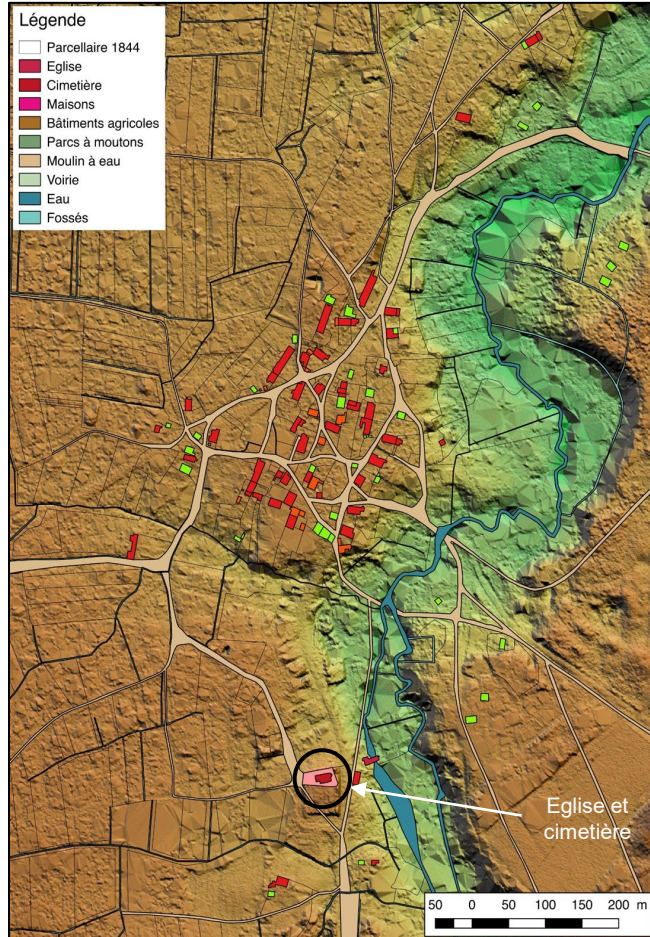 Légende
Parcellaire 1844
Eglise
Cimetière
Maisons
Bâtiments agricoles
Parcs à moutons
Moulin à eau
Voirie
Eau
Fossés
Eglise et
cimetière
50 0 50 100 150 200 m